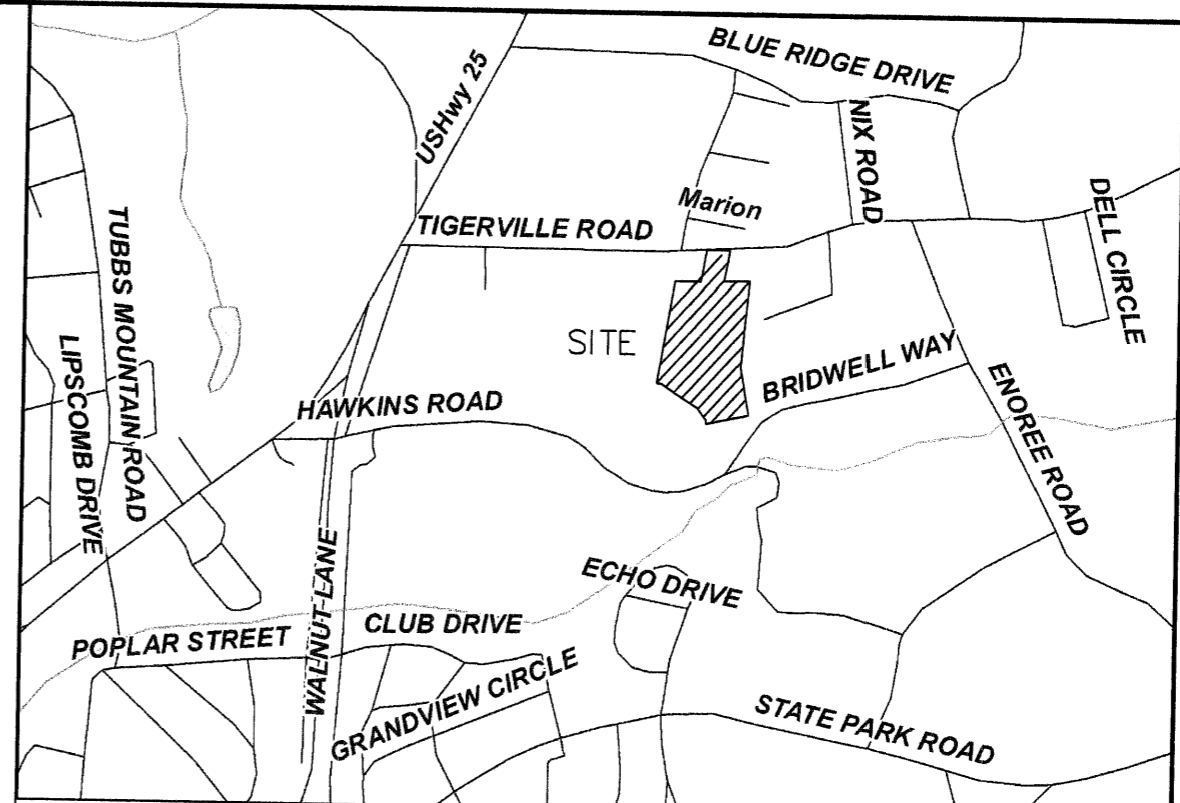 BLUE RIDGE DRIVE
USHwy 25
NIX ROAD
Marion
DELL CIRCLE
TIGERVILLE ROAD
TUBBS MOUNTAIN ROAD
SITE
LIPSCOMB DRIVE
BRIDWELL WAY
HAWKINS ROAD
ENOREE ROAD
WALNUT LANE
ECHO DRIVE
POPLAR STREET
CLUB DRIVE
GRANDVIEW CIRCLE
STATE PARK ROAD